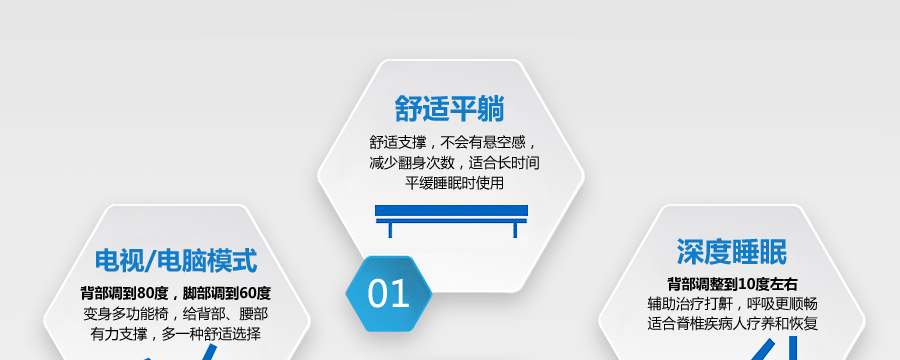 舒适平躺
舒适支撑，不会有悬空感，
减少翻身次数，适合长时间
平缓睡眠时使用
01
电视/电脑模式
背部调到80度，脚部调到60度
变身多功能椅，给背部、腰部
有力支撑，多一种舒适选择
深度睡眠
背部调整到10度左右
辅助治疗打鼾，呼吸更顺畅
适合脊椎疾病人疗养和恢复